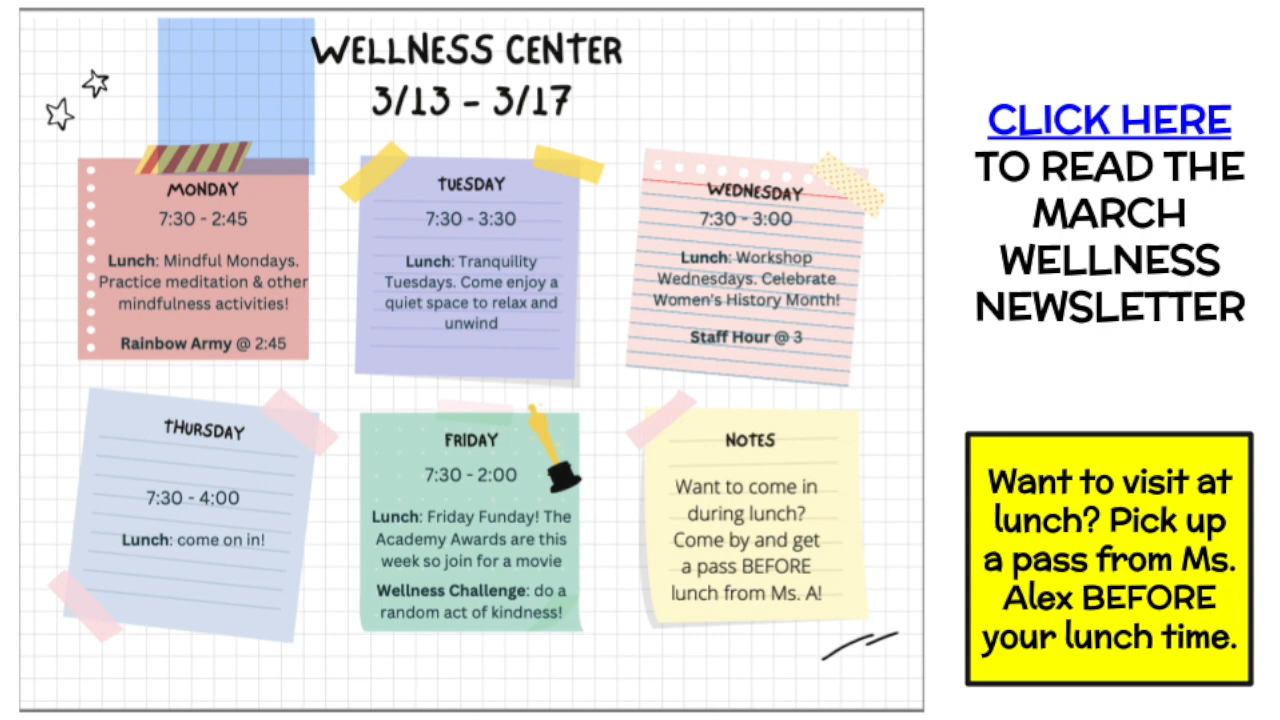 WELLNESS CENTER
3/13 - 3/17
MONDAY
7:30 - 2:45
Lunch: Mindful Mondays.
Practice meditation & other
mindfulness activities!
Rainbow Army @ 2:45
TUESDAY
7:30 - 3:30
Lunch: Tranquility
Tuesdays. Come enjoy a
quiet space to relax and
unwind
WEDNESDAY
7:30 - 3:00
Lunch: Workshop
Wednesdays. Celebrate
Women's History Month!
Staff Hour @ 3
THURSDAY
7:30 - 4:00
Lunch: come on in!
FRIDAY
7:30 - 2:00
Lunch: Friday Funday! The
Academy Awards are this
week so join for a movie
Wellness Challenge: do a
random act of kindness!
NOTES
Want to come in
during lunch?
Come by and get
a pass BEFORE
lunch from Ms. A!
CLICK HERE
TO READ THE
MARCH
WELLNESS
NEWSLETTER
Want to visit at
lunch? Pick up
a pass from Ms.
Alex BEFORE
your lunch time.